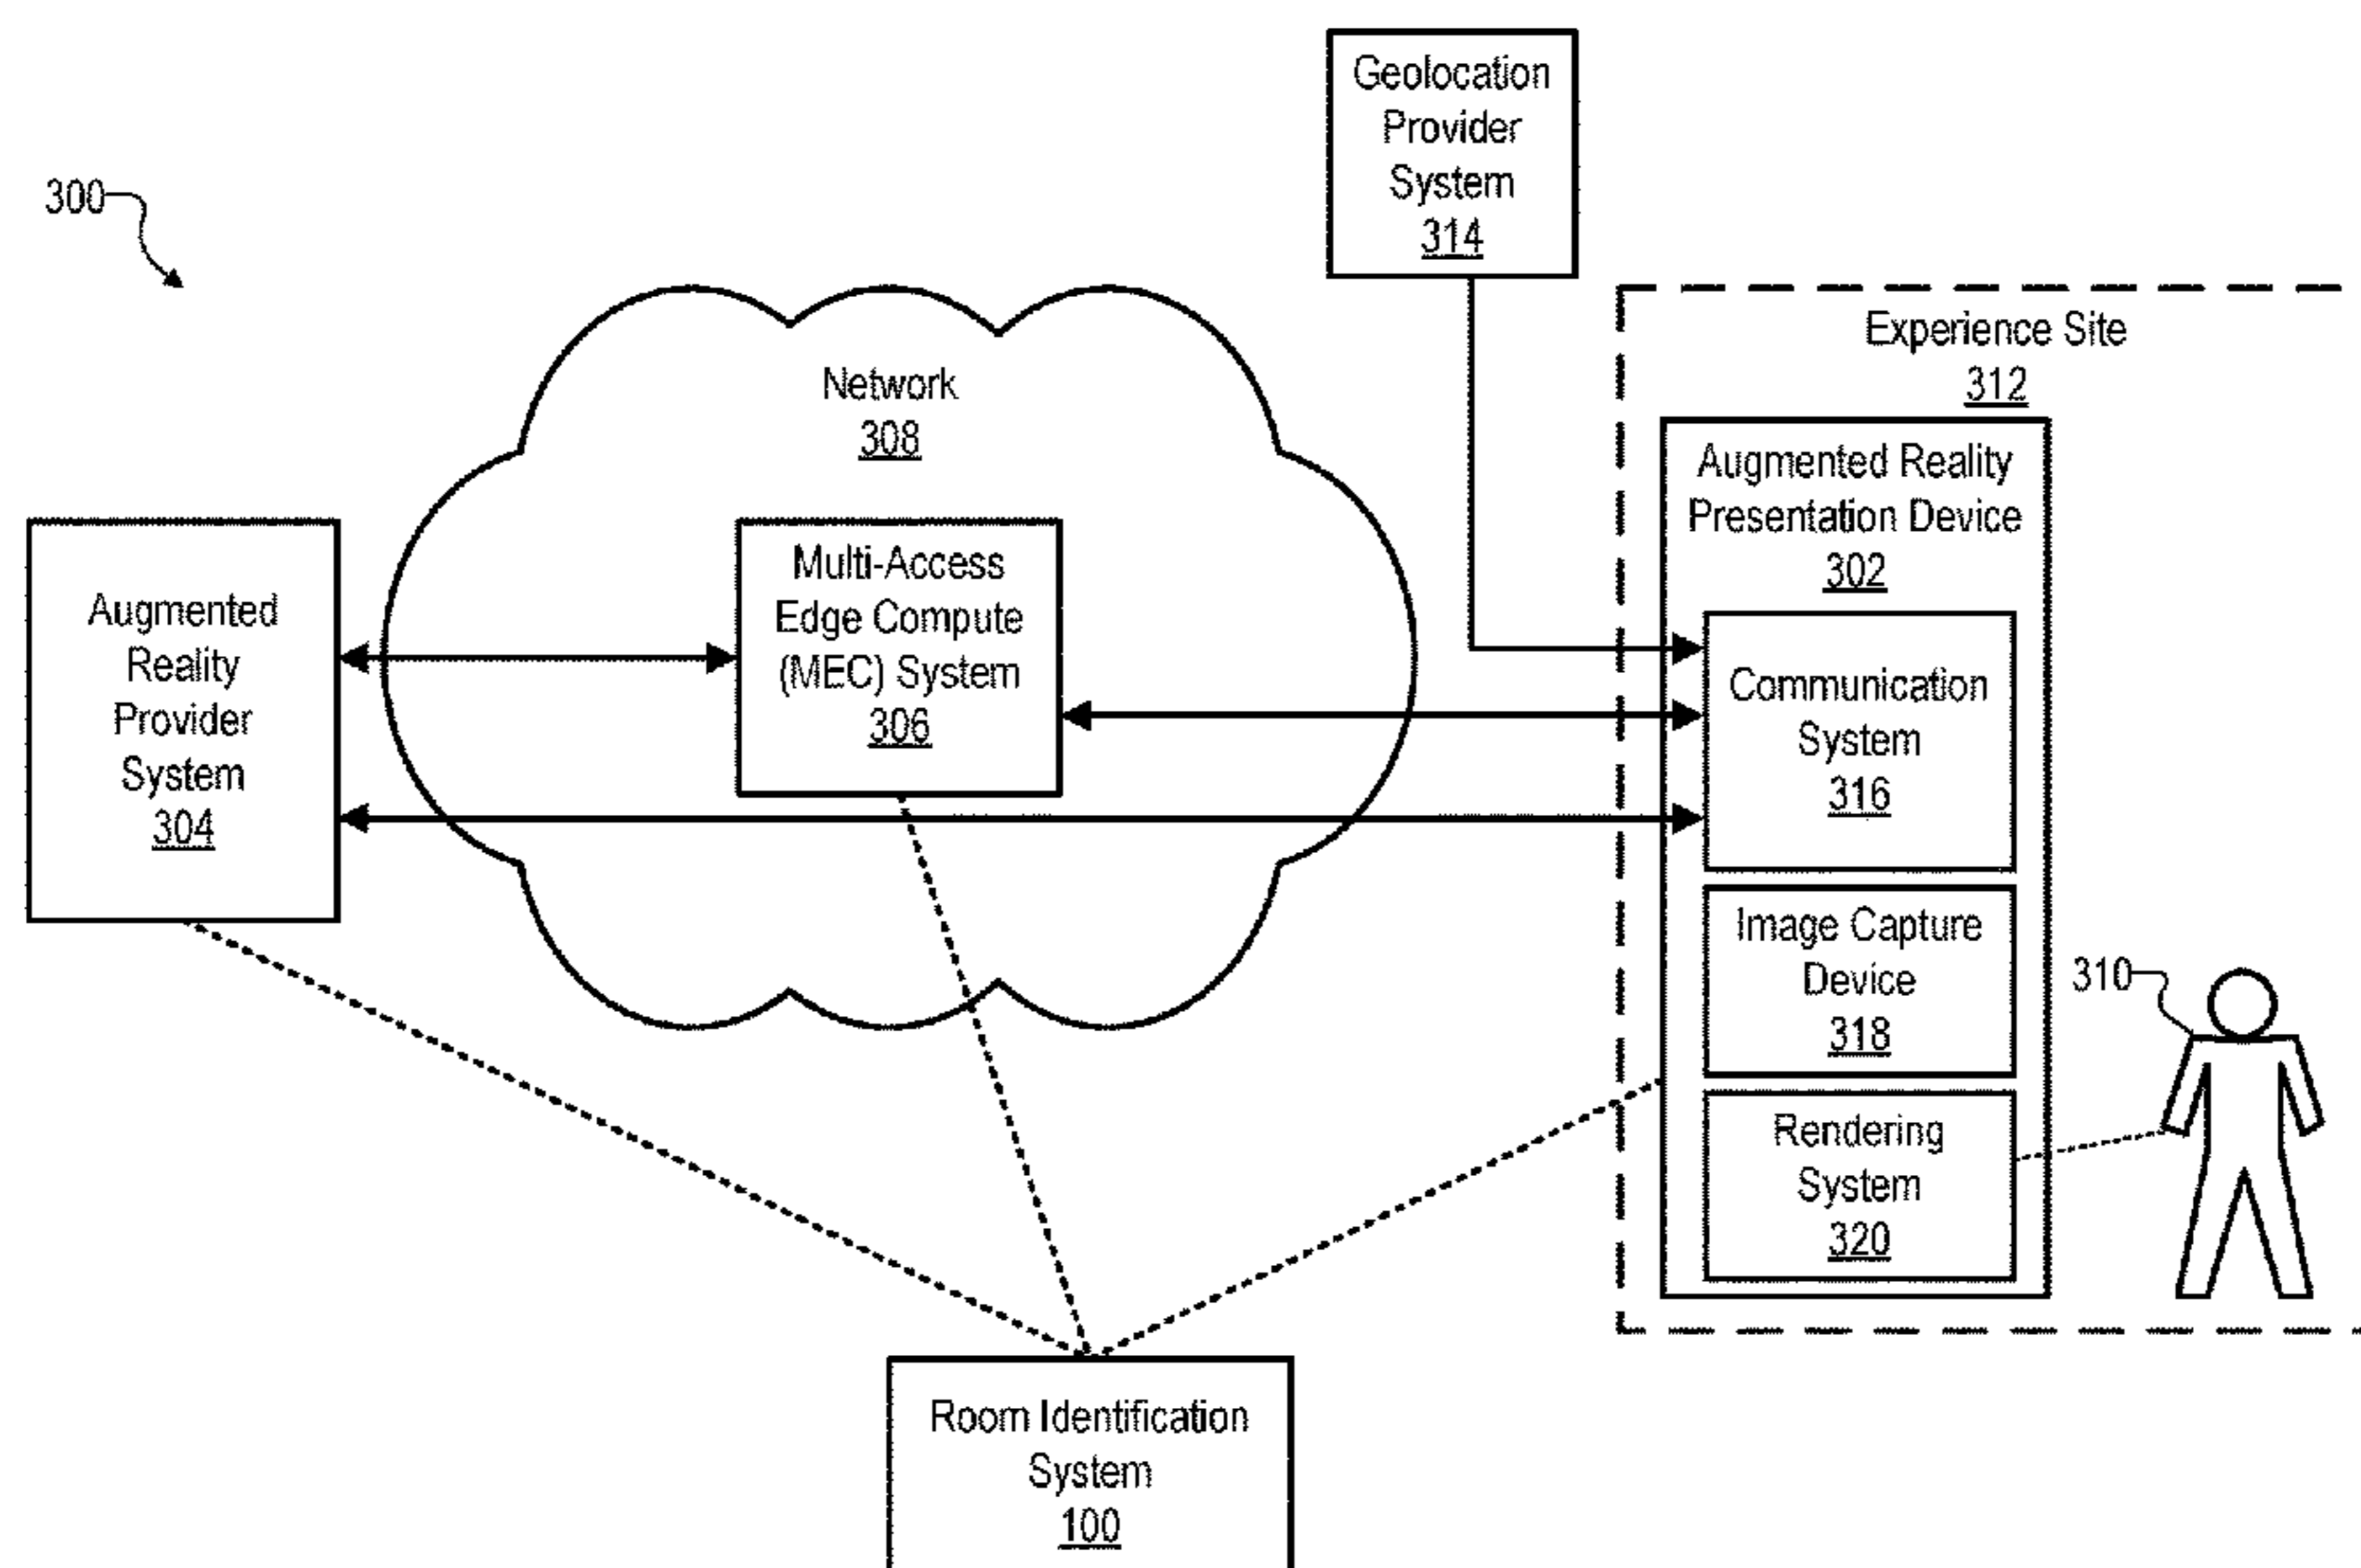 300
Geolocation
Provider
System
314
Experience Site
312
Network
308
Augmented Reality
Presentation Device
302
Augmented
Reality
Provider
System
304
Multi-Access
Edge Compute
(MEC) System
306
Communication
System
316
Image Capture
Device
318
310
Rendering
System
320
Room Identification
System
100